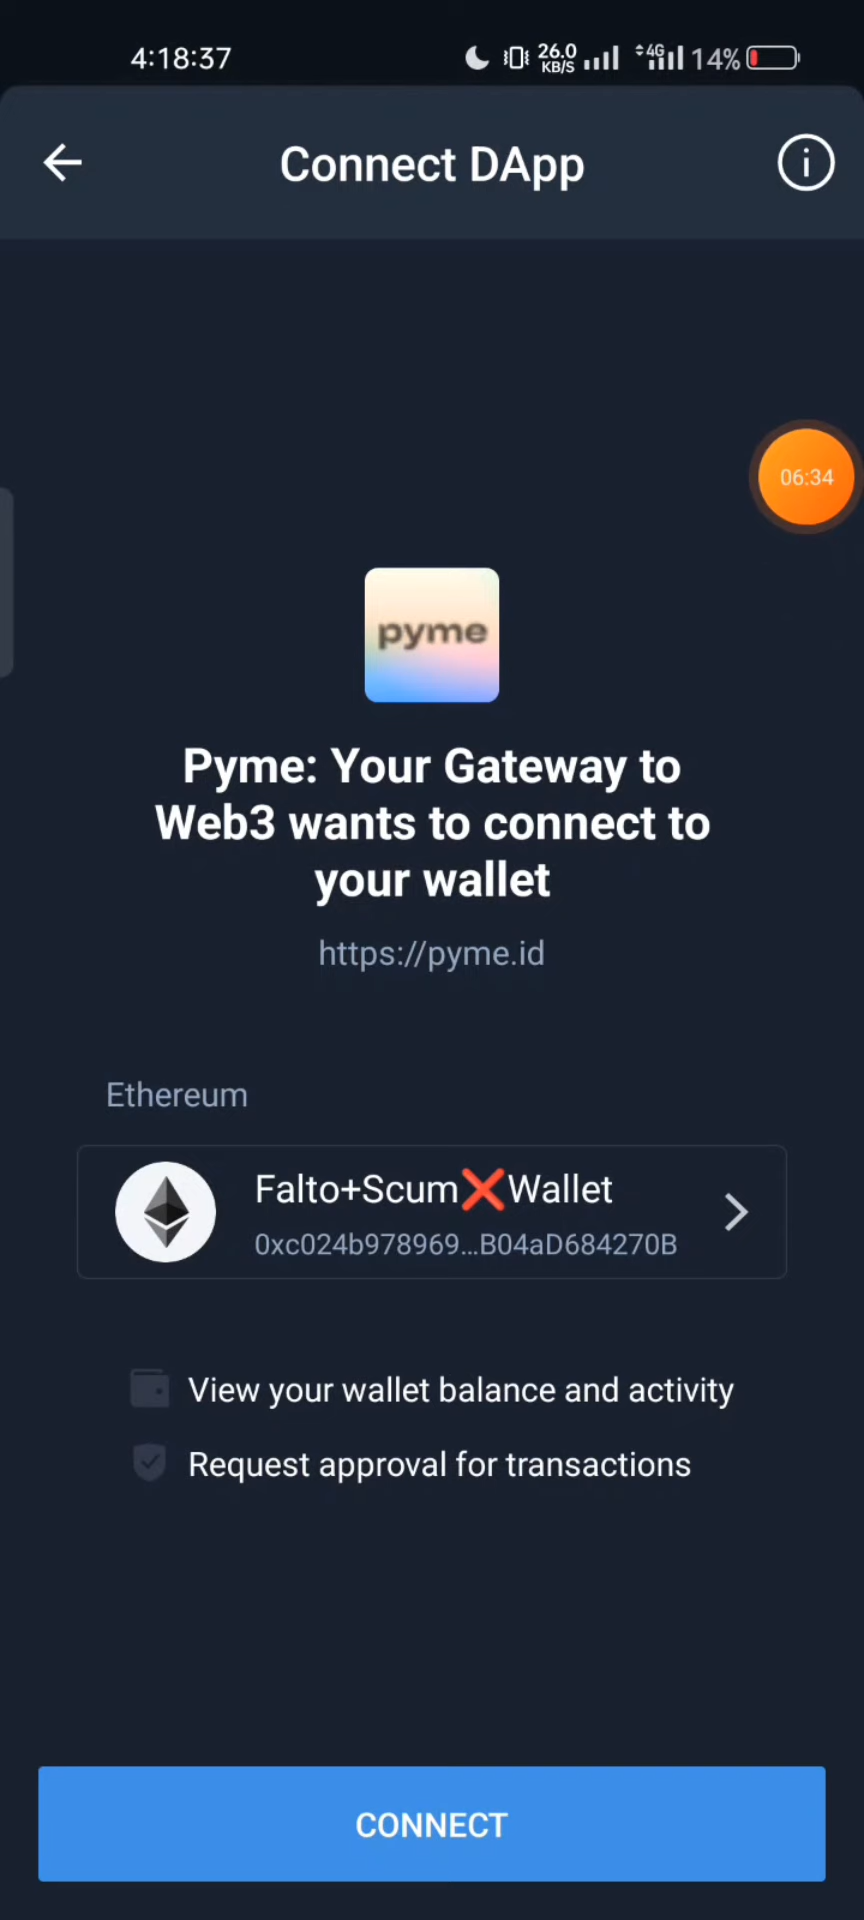 4:18:37
26.0
KB/S
4G
14%
Connect DApp
06:34
pyme
Pyme: Your Gateway to
Web3 wants to connect to
your wallet
https://pyme.id
Ethereum
Falto+Scum❌Wallet
0xc024b978969...B04aD684270B
View your wallet balance and activity
Request approval for transactions
CONNECT